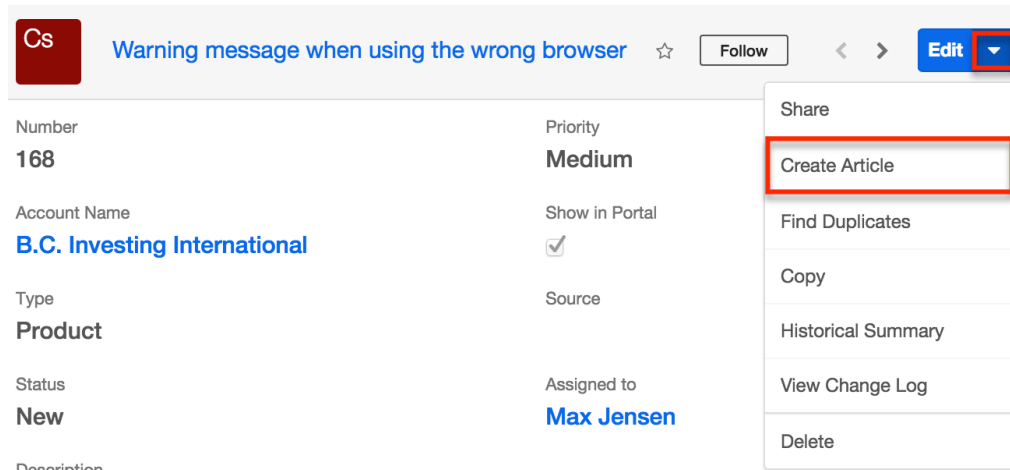 Cs
Warning message when using the wrong browser
Follow
Edit
Share
Create Article
Find Duplicates
Copy
Historical Summary
View Change Log
Delete
Number
168
Priority
Medium
Account Name
B.C. Investing International
Show in Portal
Type
Product
Source
Status
New
Assigned to
Max Jensen
Description